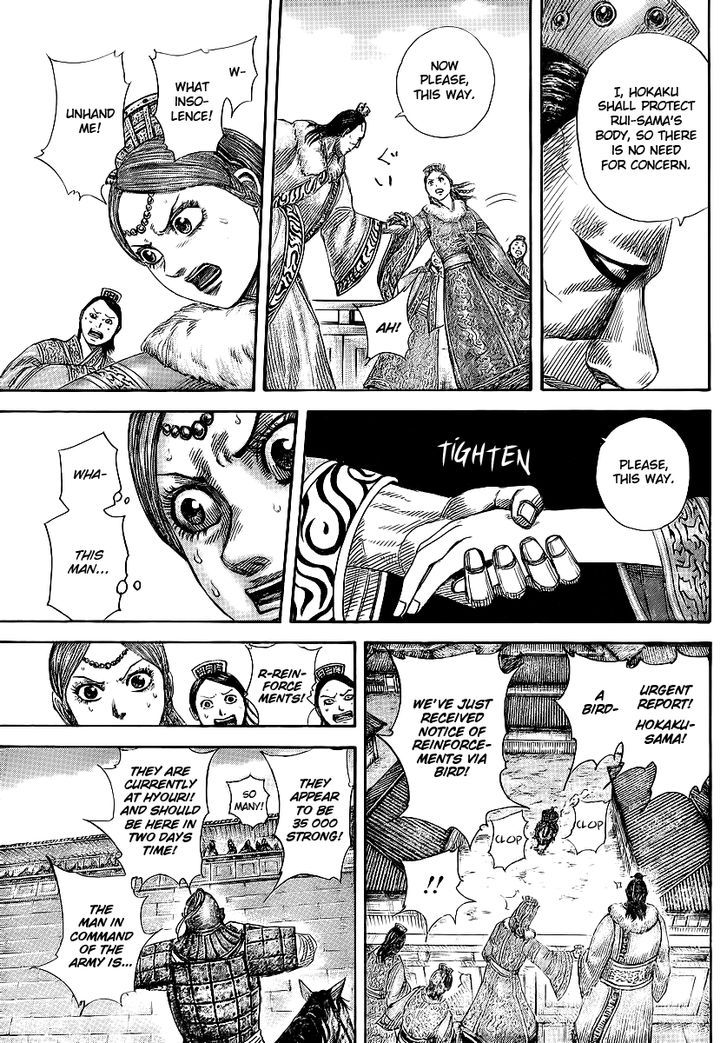 I, HOKAKU
SHALL PROTECT
RUI-SAMA'S
BODY, SO THERE
IS NO NEED
FOR CONCERN.
NOW
PLEASE,
THIS WAY.
ぐい
AH!
W-
WHAT
INSO-
LENCE!
UNHAND
ME!
PLEASE,
THIS WAY.
TIGHTEN
WHA-
THIS
MAN...
URGENT
REPORT!
HOKAKU-
SAMA!
A
BIRD-
WE'VE JUST
RECEIVED
NOTICE OF
REINFORCE-
MENTS VIA
BIRD!
CLOP
CLOP
!!
R-REIN-
FORCE
MENTS!
THEY
APPEAR TO
BE
35 000
STRONG!
SO
MANY!
THEY ARE
CURRENTLY
AT HYOURI! AND
SHOULD BE
HERE IN
TWO DAYS
TIME!
THE
MAN IN
COMMAND
OF THE
ARMY IS...